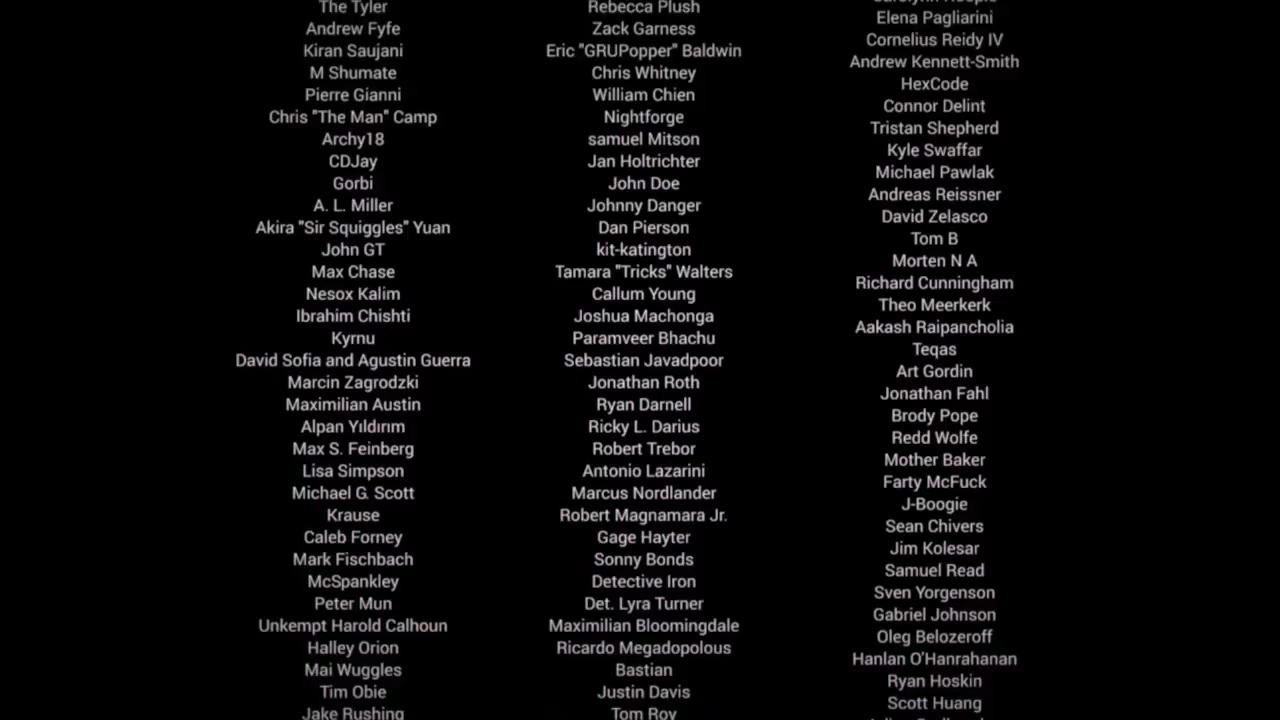 The Tyler
Andrew Fyfe
Kiran Saujani
M Shumate
Pierre Gianni
Chris "The Man" Camp
Archy18
CDJay
Gorbi
A. L. Miller
Akira "Sir Squiggles" Yuan
John GT
Max Chase
Nesox Kalim
Ibrahim Chishti
Kyrnu
David Sofia and Agustin Guerra
Marcin Zagrodzki
Maximilian Austin
Alpan Yıldırım
Max S. Feinberg
Lisa Simpson
Michael G. Scott
Krause
Caleb Forney
Mark Fischbach
McSpankley
Peter Mun
Unkempt Harold Calhoun
Halley Orion
Mai Wuggles
Tim Obie
Jake Rushing
Rebecca Plush
Zack Garness
Eric "GRUPopper" Baldwin
Chris Whitney
William Chien
Nightforge
samuel Mitson
Jan Holtrichter
John Doe
Johnny Danger
Dan Pierson
kit-katington
Tamara "Tricks" Walters
Callum Young
Joshua Machonga
Paramveer Bhachu
Sebastian Javadpoor
Jonathan Roth
Ryan Darnell
Ricky L. Darius
Robert Trebor
Antonio Lazarini
Marcus Nordlander
Robert Magnamara Jr.
Gage Hayter
Sonny Bonds
Detective Iron
Det. Lyra Turner
Maximilian Bloomingdale
Ricardo Megadopolous
Bastian
Justin Davis
Tom Roy
Elena Pagliarini
Cornelius Reidy IV
Andrew Kennett-Smith
HexCode
Connor Delint
Tristan Shepherd
Kyle Swaffar
Michael Pawlak
Andreas Reissner
David Zelasco
Tom B
Morten N A
Richard Cunningham
Theo Meerkerk
Aakash Raipancholia
Teqas
Art Gordin
Jonathan Fahl
Brody Pope
Redd Wolfe
Mother Baker
Farty McFuck
J-Boogie
Sean Chivers
Jim Kolesar
Samuel Read
Sven Yorgenson
Gabriel Johnson
Oleg Belozeroff
Hanlan O'Hanrahanan
Ryan Hoskin
Scott Huang